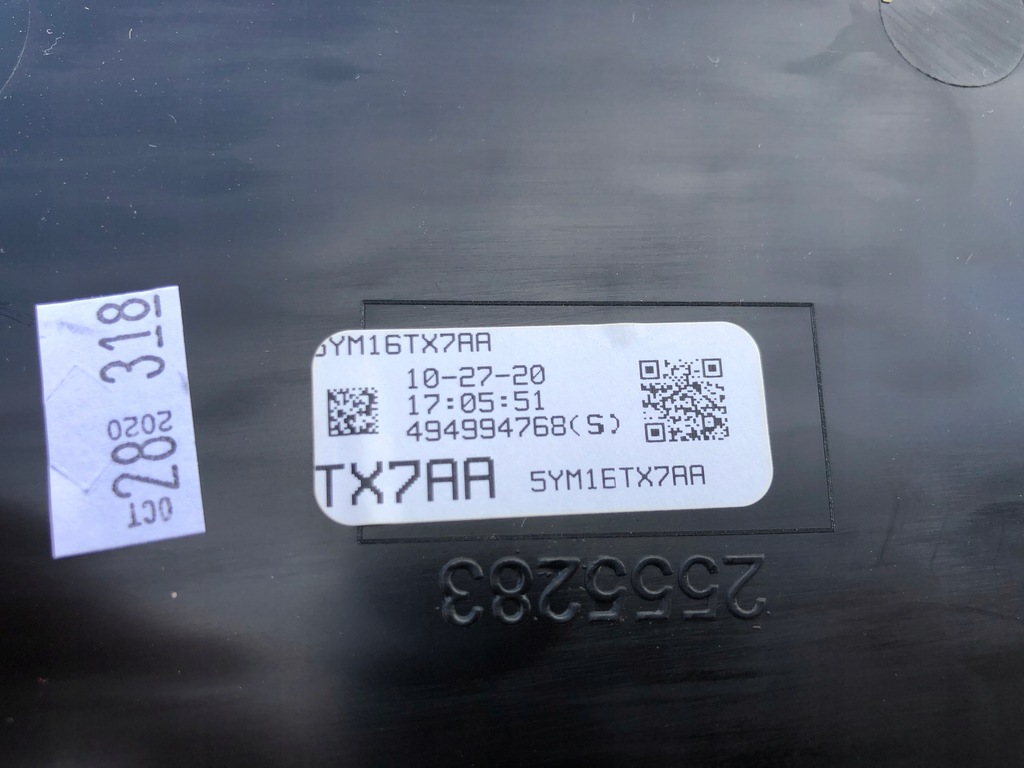 OCT 28 2020 318
5YM16TX7AA
10-27-20
17:05:51
494994768(S)
TX7AA
5YM16TX7AA
2555283